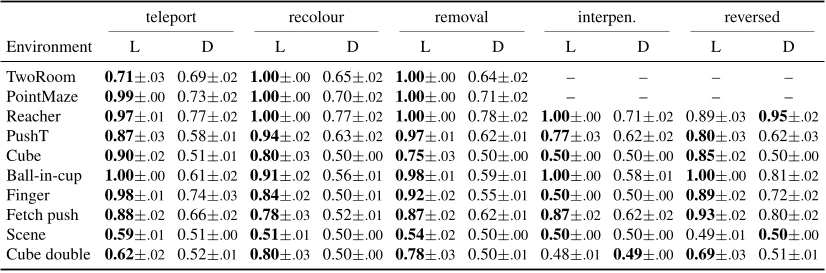 teleport recolour removal interpen. reversed
Environment L D L D L D L D L D
TwoRoom 0.71±.03 0.69±.02 1.00±.00 0.65±.02 1.00±.00 0.64±.02 – – – –
PointMaze 0.99±.00 0.73±.02 1.00±.00 0.70±.02 1.00±.00 0.71±.02 – – – –
Reacher 0.97±.01 0.77±.02 1.00±.00 0.77±.02 1.00±.00 0.78±.02 1.00±.00 0.71±.02 0.89±.03 0.95±.02
PushT 0.87±.03 0.58±.01 0.94±.02 0.63±.02 0.97±.01 0.62±.01 0.77±.03 0.62±.02 0.80±.03 0.62±.03
Cube 0.90±.02 0.51±.01 0.80±.03 0.50±.00 0.75±.03 0.50±.00 0.50±.00 0.50±.00 0.85±.02 0.50±.00
Ball-in-cup 1.00±.00 0.61±.02 0.91±.02 0.56±.01 0.98±.01 0.59±.01 1.00±.00 0.58±.01 1.00±.00 0.81±.02
Finger 0.98±.01 0.74±.03 0.84±.02 0.50±.01 0.92±.02 0.55±.01 0.50±.00 0.50±.00 0.89±.02 0.72±.02
Fetch push 0.88±.02 0.66±.02 0.78±.03 0.52±.01 0.87±.02 0.62±.01 0.87±.02 0.62±.02 0.93±.02 0.80±.02
Scene 0.59±.01 0.51±.00 0.51±.01 0.50±.00 0.54±.02 0.50±.00 0.50±.00 0.50±.00 0.49±.01 0.50±.00
Cube double 0.62±.02 0.52±.01 0.80±.03 0.50±.00 0.78±.03 0.50±.01 0.48±.01 0.49±.00 0.69±.03 0.51±.01